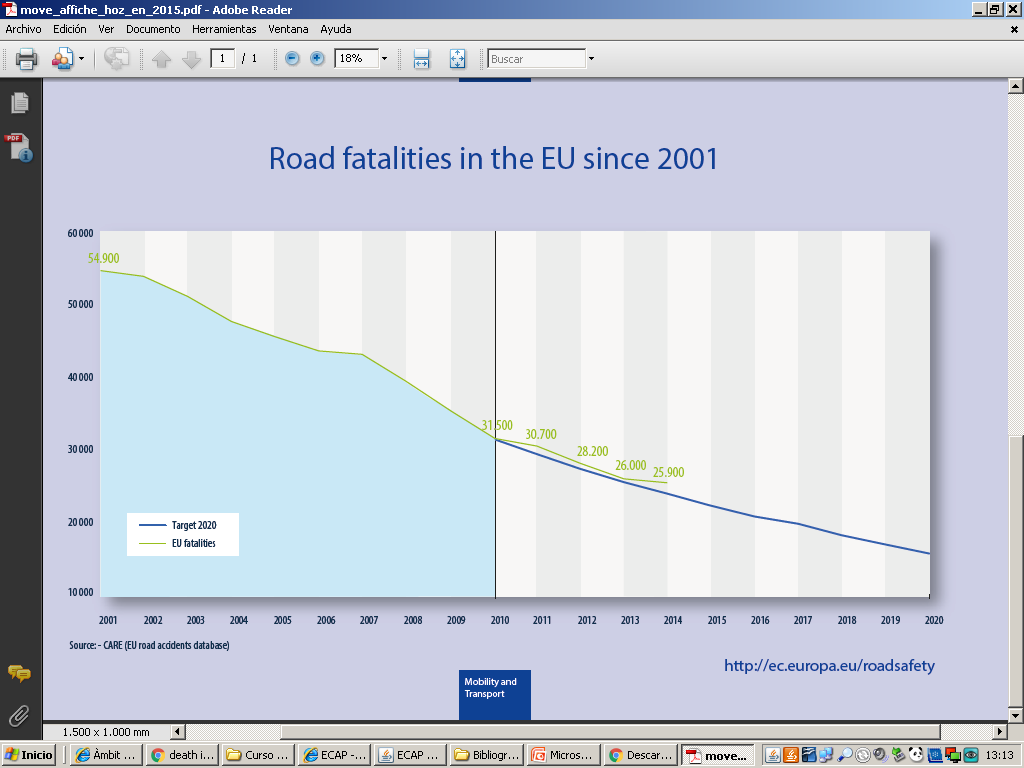 move_affiche_hoz_en_2015.pdf - Adobe Reader
Archivo Edición Ver Documento Herramientas Ventana Ayuda
1 / 1 18% Buscar
Road fatalities in the EU since 2001
60 000
54.900
50 000
40 000
31.500
30.700
30 000
28.200
26.000
25.900
20 000
Target 2020
EU fatalities
10 000
2001 2002 2003 2004 2005 2006 2007 2008 2009 2010 2011 2012 2013 2014 2015 2016 2017 2018 2019 2020
Source: - CARE (EU road accidents database)
http://ec.europa.eu/roadsafety
Mobility and
Transport
1.500 x 1.000 mm
Inicio Àmbit ... death i... Curso ... ECAP -... ECAP ... Bibliogr... Micros... Descar... move... 13:13